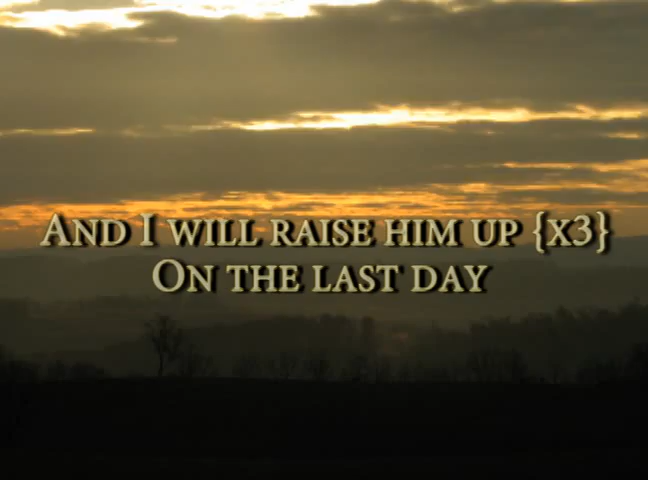 And I will raise him up {x3}
On the last day